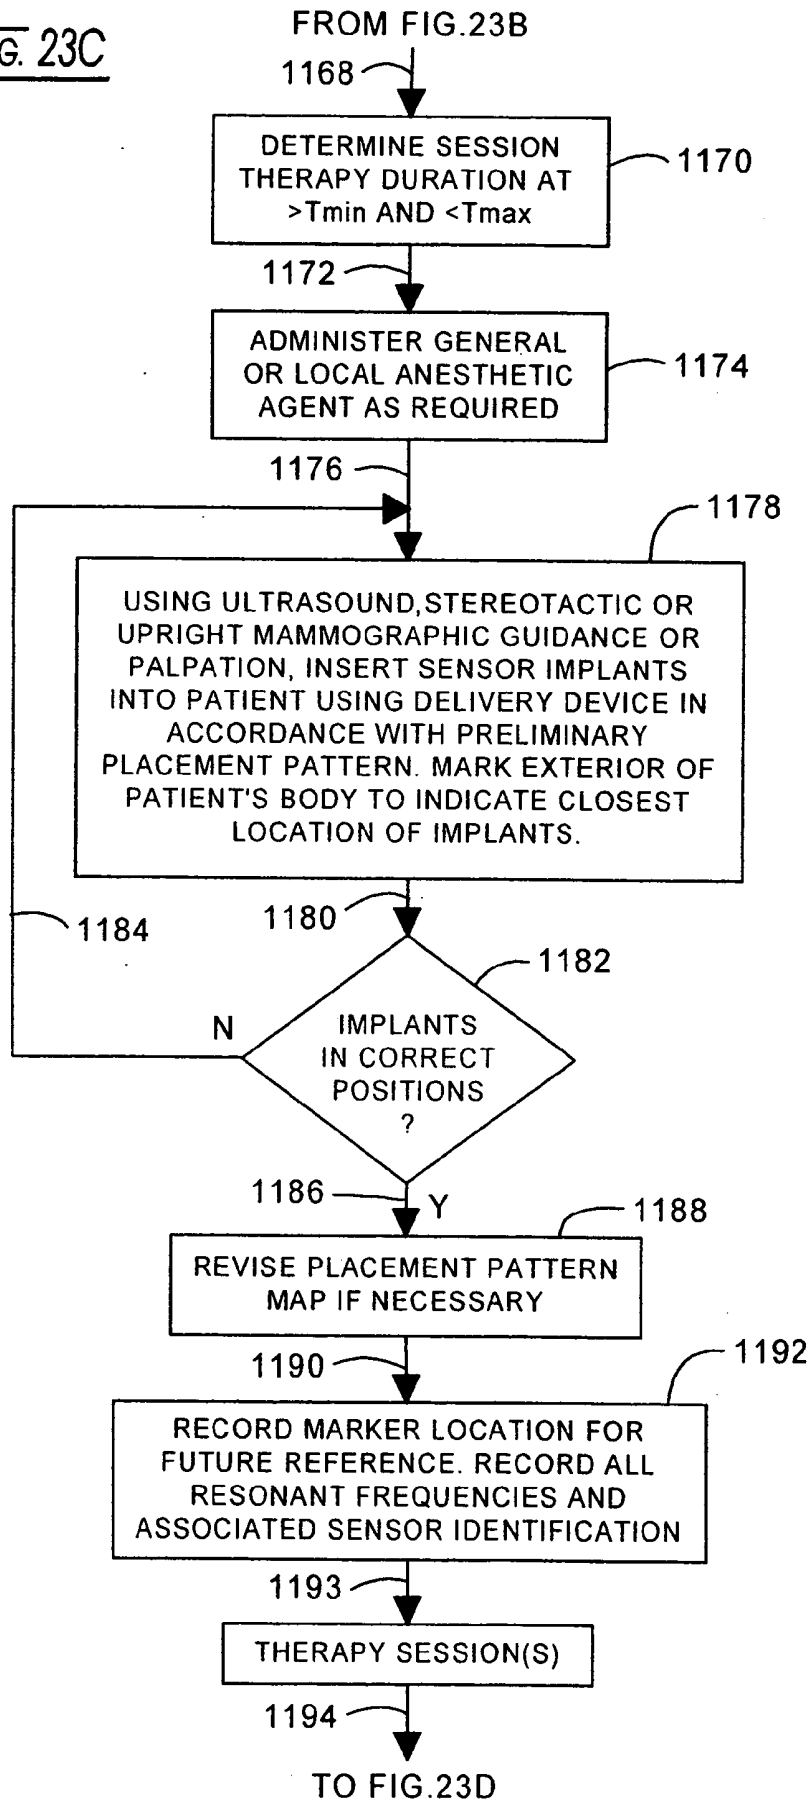 FROM FIG.23B
G. 23C
1168
DETERMINE SESSION
THERAPY DURATION AT
>Tmin AND <Tmax
1170
1172
ADMINISTER GENERAL
OR LOCAL ANESTHETIC
AGENT AS REQUIRED
1174
1176
1178
USING ULTRASOUND,STEREOTACTIC OR
UPRIGHT MAMMOGRAPHIC GUIDANCE OR
PALPATION, INSERT SENSOR IMPLANTS
INTO PATIENT USING DELIVERY DEVICE IN
ACCORDANCE WITH PRELIMINARY
PLACEMENT PATTERN. MARK EXTERIOR OF
PATIENT'S BODY TO INDICATE CLOSEST
LOCATION OF IMPLANTS.
1180
1184
1182
N
IMPLANTS
IN CORRECT
POSITIONS
?
1186
Y
1188
REVISE PLACEMENT PATTERN
MAP IF NECESSARY
1190
1192
RECORD MARKER LOCATION FOR
FUTURE REFERENCE. RECORD ALL
RESONANT FREQUENCIES AND
ASSOCIATED SENSOR IDENTIFICATION
1193
THERAPY SESSION(S)
1194
TO FIG.23D